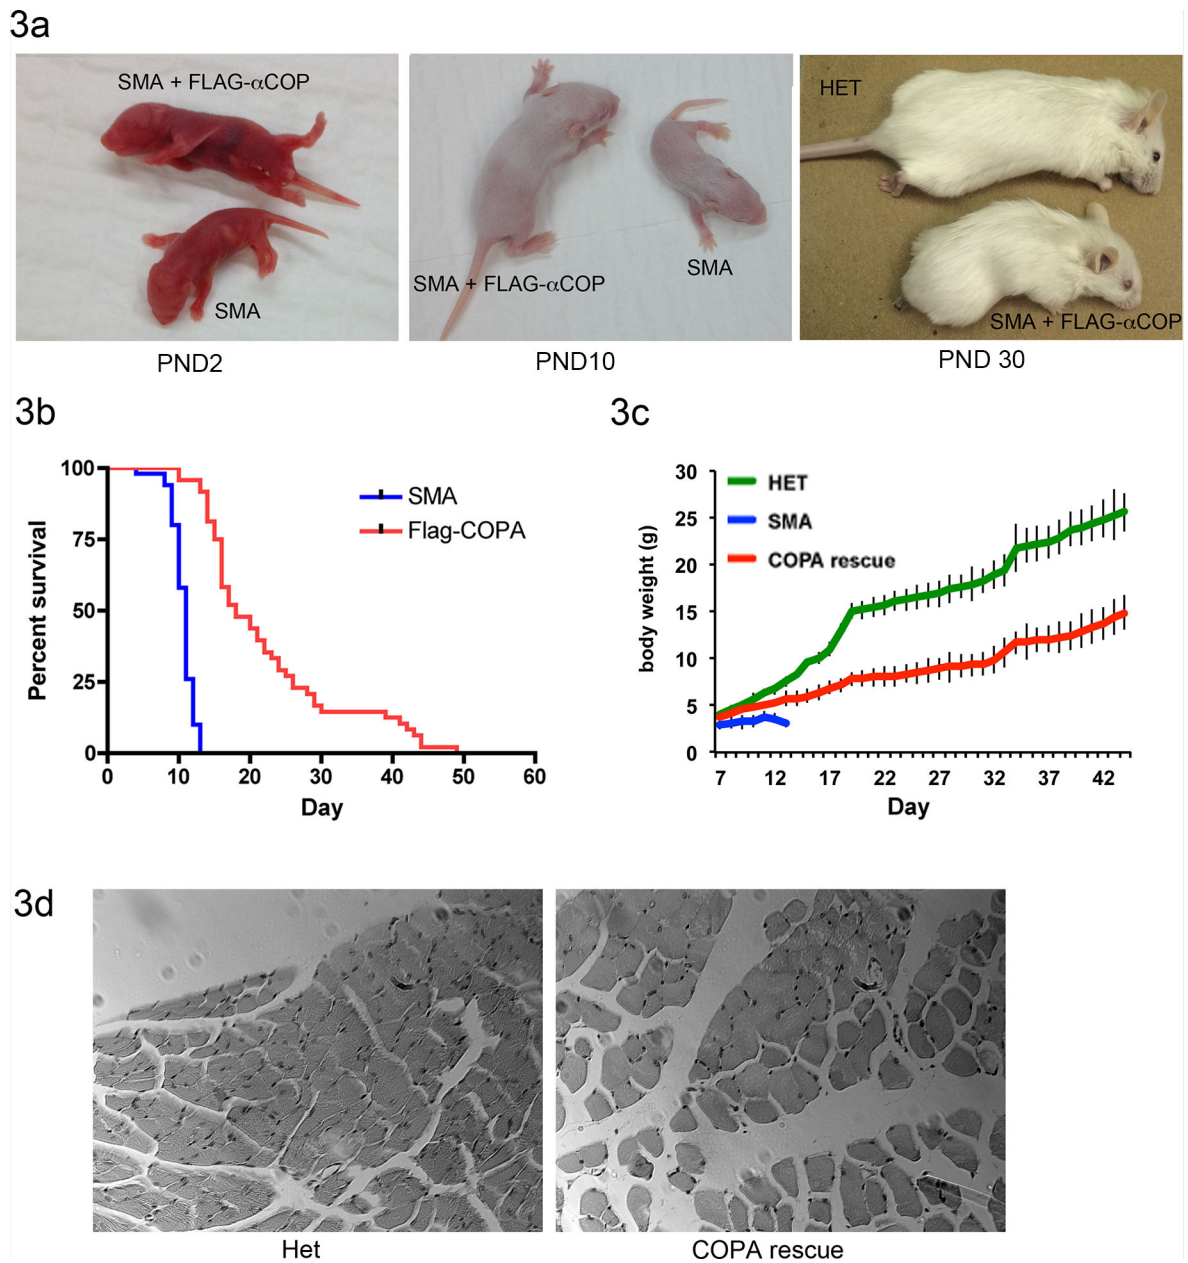 3a
SMA + FLAG-αCOP
SMA
PND2
SMA + FLAG-αCOP
SMA
PND10
HET
SMA + FLAG-αCOP
PND 30
3b
Percent survival
100
75
50
25
0
0 10 20 30 40 50 60
Day
SMA
Flag-COPA
3c
body weight (g)
30
25
20
15
10
5
0
7 12 17 22 27 32 37 42
Day
HET
SMA
COPA rescue
3d
Het
COPA rescue